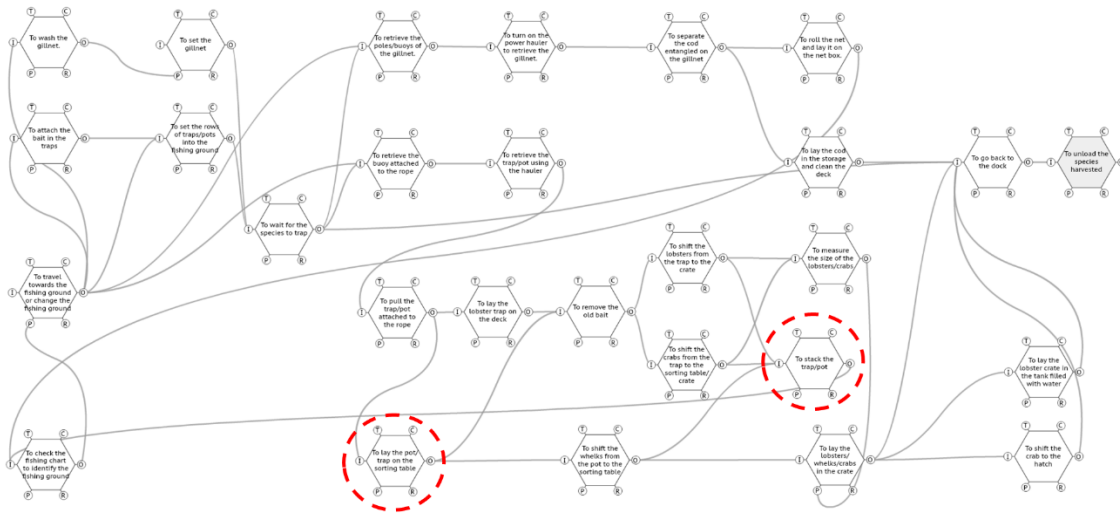 T C
To wash the
gillnet.
I O
P R
T C
To set the
gillnet
I O
P R
T C
To retrieve the
poles/buoys of
the gillnet.
I O
P R
T C
To turn on the
power hauler
to retrieve the
gillnet.
I O
P R
T C
To separate
the cod
entangled on
the gillnet
I O
P R
T C
To roll the net
and lay it on
the net box.
I O
P R
T C
To attach the
bait in the
traps
I O
P R
T C
To set the rows
of traps/pots
into the
fishing ground
I O
P R
T C
To retrieve the
buoy attached
to the rope
I O
P R
T C
To retrieve the
trap/pot using
the hauler
I O
P R
T C
To lay the cod
in the storage
and clean the
deck
I O
P R
T C
To go back to
the dock
I O
P R
T C
To unload the
species
harvested
I
P R
T C
To wait for the
species to trap
I O
P R
T C
To travel
towards the
fishing ground
or change the
fishing ground
I O
P R
T C
To pull the
trap/pot
attached to
the rope
I O
P R
T C
To lay the
lobster trap on
the deck
I O
P R
T C
To remove the
old bait
I O
P R
T C
To shift the
lobsters from
the trap to the
crate
I O
P R
T C
To measure
the size of the
lobsters/crabs
I O
P R
T C
To shift the
crabs from the
trap to the
sorting table/
crate
I O
P R
T C
To stack the
trap/pot
I O
P R
T C
To lay the
lobster crate in
the tank filled
with water
I O
P R
T C
To check the
fishing chart
to identify the
fishing ground
I O
P R
T C
To lay the pot/
trap on the
sorting table
I O
P R
T C
To shift the
whelks from
the pot to the
sorting table
I O
P R
T C
To lay the
lobsters/
whelks/crabs
in the crate
I O
P R
T C
To shift the
crab to the
hatch
I O
P R